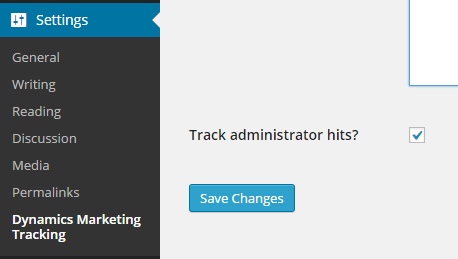 Settings
General
Writing
Reading
Discussion
Media
Permalinks
Dynamics Marketing
Tracking
Track administrator hits?
Save Changes